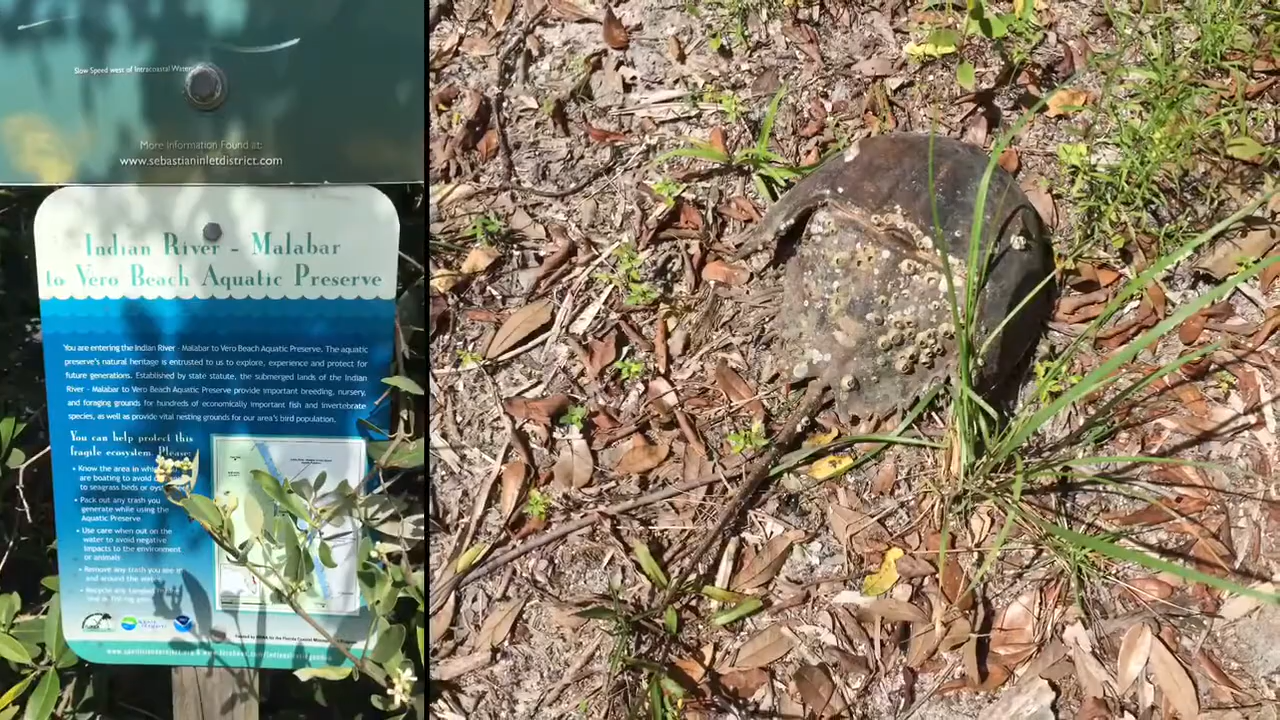 Slow Speed west of Intracoastal Water
More Information Found at:
www.sebastianinletdistrict.com
Indian River - Malabar
to Vero Beach Aquatic Preserve
You are entering the Indian River - Malabar to Vero Beach Aquatic Preserve. The aquatic
preserve's natural heritage is entrusted to us to explore, experience and protect for
future generations. Established by state statute, the submerged lands of the Indian
River - Malabar to Vero Beach Aquatic Preserve provide important breeding, nursery,
and foraging grounds for hundreds of economically important fish and invertebrate
species, as well as provide vital nesting grounds for our area's bird population.
You can help protect this
fragile ecosystem. Please:
• Know the area in which
are boating to avoid
to seagrass beds or
• Pack out any trash you
generate while using the
Aquatic Preserve
• Use care when out on the
water to avoid negative
impacts to the environment
or animals
• Remove any trash you see in
and around the water
• Recycle any